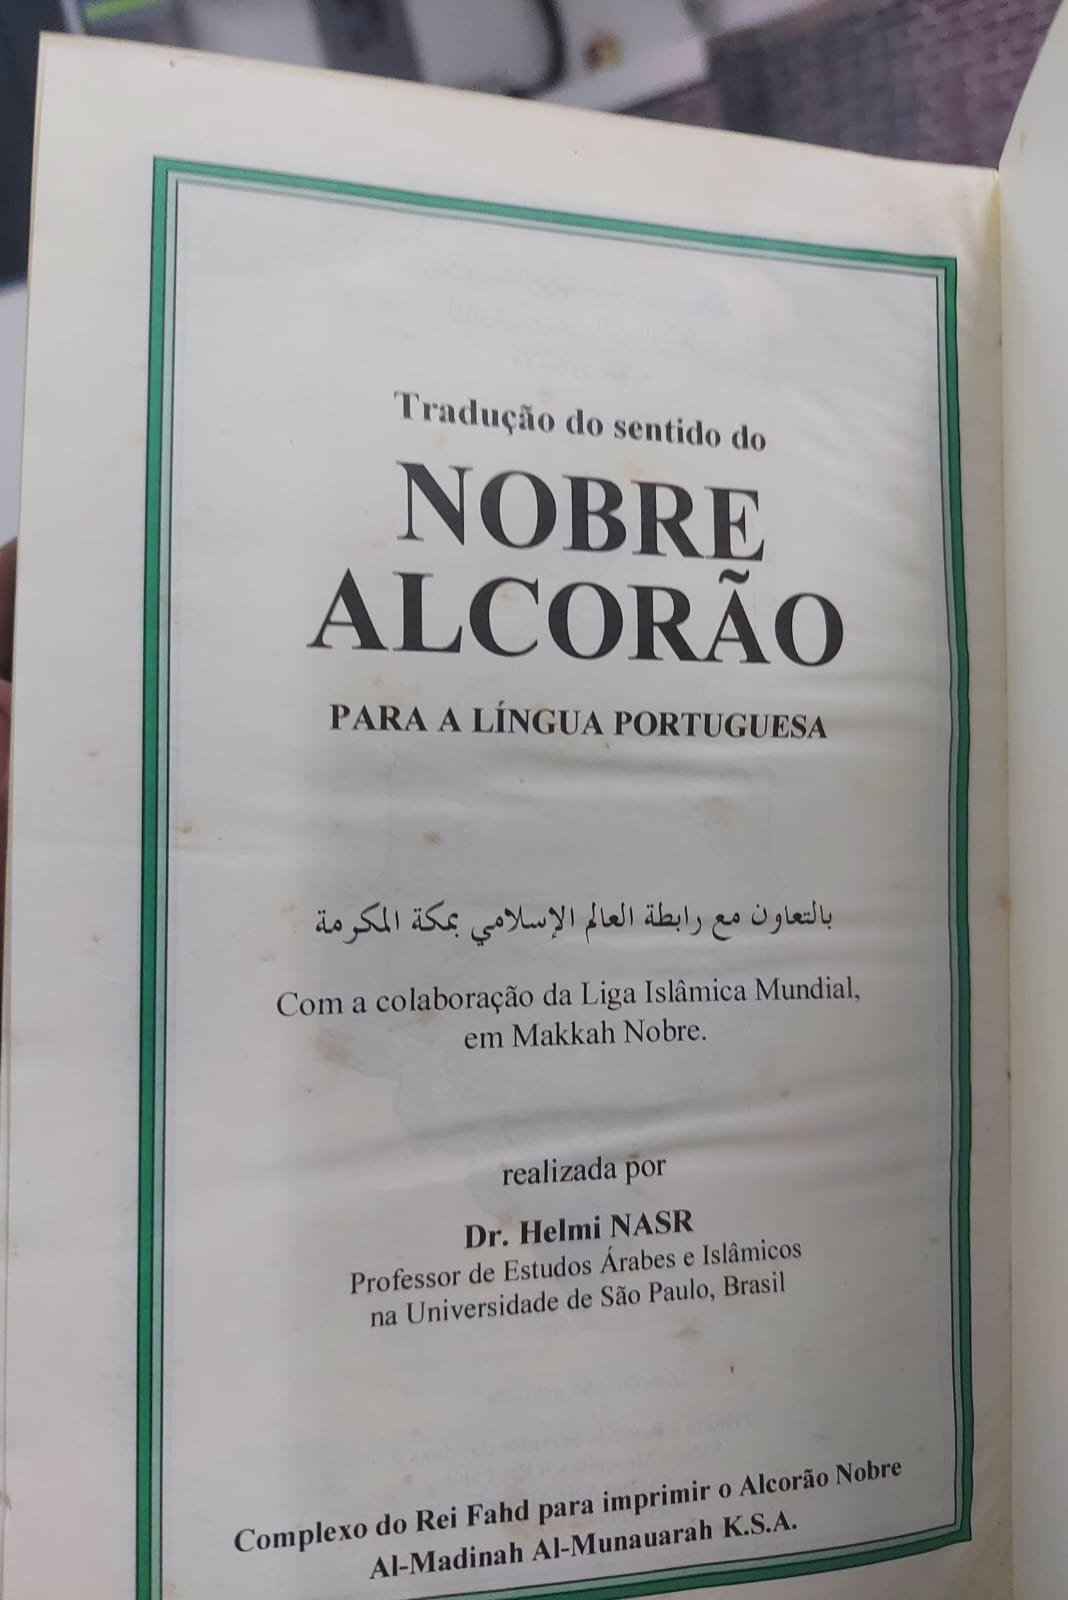 Tradução do sentido do
NOBRE
ALCORÃO
PARA A LÍNGUA PORTUGUESA
بالتعاون مع رابطة العالم الإسلامي بمكة المكرمة
Com a colaboração da Liga Islâmica Mundial,
em Makkah Nobre.
realizada por
Dr. Helmi NASR
Professor de Estudos Árabes e Islâmicos
na Universidade de São Paulo, Brasil
Complexo do Rei Fahd para imprimir o Alcorão Nobre
Al-Madinah Al-Munauarah K.S.A.